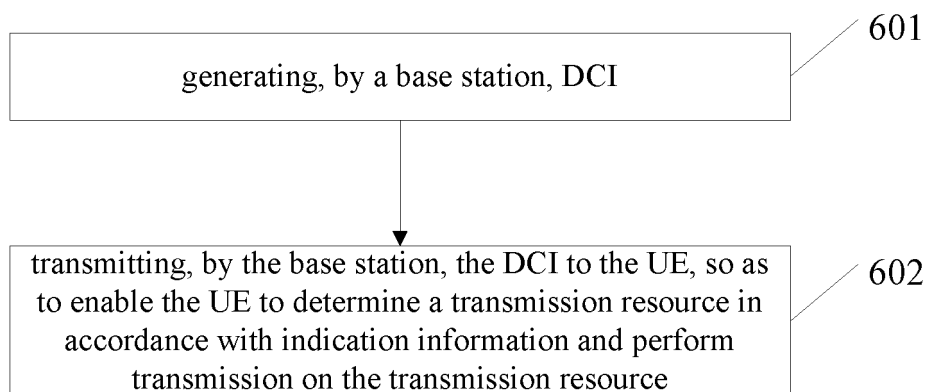 601
generating, by a base station, DCI
transmitting, by the base station, the DCI to the UE, so as
to enable the UE to determine a transmission resource in
accordance with indication information and perform
transmission on the transmission resource
602